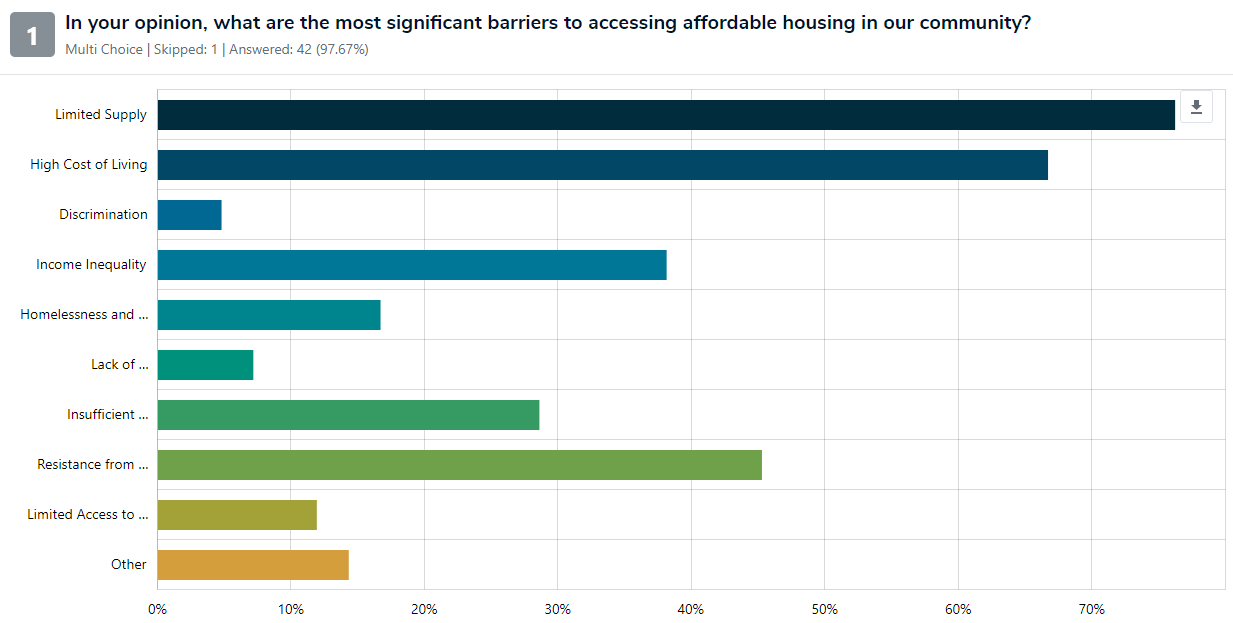 1
In your opinion, what are the most significant barriers to accessing affordable housing in our community?
Multi Choice | Skipped: 1 | Answered: 42 (97.67%)
Limited Supply
High Cost of Living
Discrimination
Income Inequality
Homelessness and ...
Lack of ...
Insufficient ...
Resistance from ...
Limited Access to ...
Other
0% 10% 20% 30% 40% 50% 60% 70%